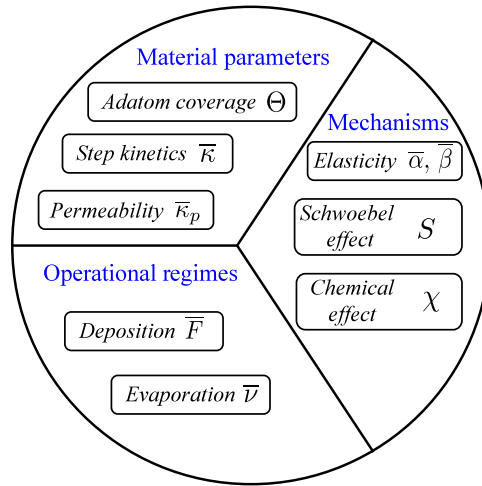 Material parameters
Adatom coverage Θ
Step kinetics κ̅
Permeability κ̅ₚ
Mechanisms
Elasticity α̅, β̅
Schwoebel
effect S
Chemical
effect χ
Operational regimes
Deposition F̅
Evaporation ν̅